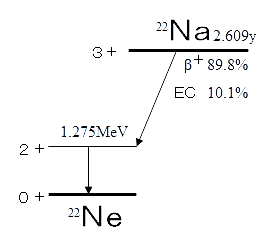 ²²Na 2.609y
3+
β⁺ 89.8%
EC 10.1%
1.275MeV
2+
0+
²²Ne